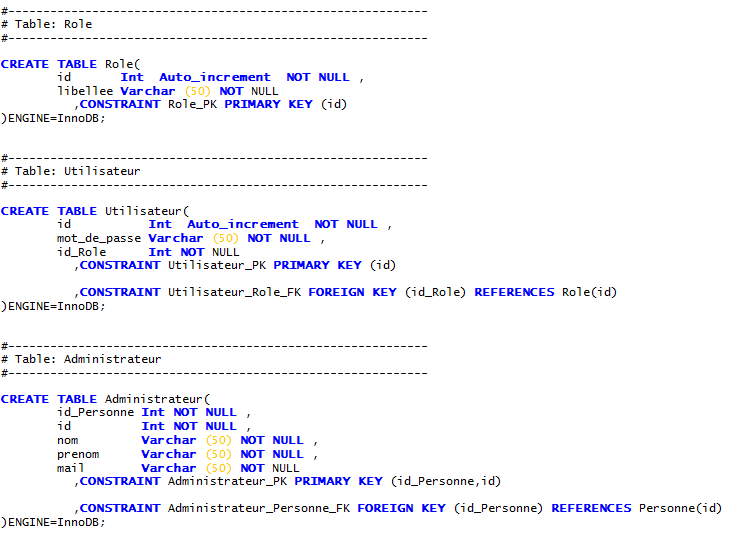 #------------------------------------------------------------
# Table: Role
#------------------------------------------------------------
CREATE TABLE Role(
id Int Auto_increment NOT NULL ,
libellee Varchar (50) NOT NULL
,CONSTRAINT Role_PK PRIMARY KEY (id)
)ENGINE=InnoDB;
#------------------------------------------------------------
# Table: Utilisateur
#------------------------------------------------------------
CREATE TABLE Utilisateur(
id Int Auto_increment NOT NULL ,
mot_de_passe Varchar (50) NOT NULL ,
id_Role Int NOT NULL
,CONSTRAINT Utilisateur_PK PRIMARY KEY (id)
,CONSTRAINT Utilisateur_Role_FK FOREIGN KEY (id_Role) REFERENCES Role(id)
)ENGINE=InnoDB;
#------------------------------------------------------------
# Table: Administrateur
#------------------------------------------------------------
CREATE TABLE Administrateur(
id_Personne Int NOT NULL ,
id Int NOT NULL ,
nom Varchar (50) NOT NULL ,
prenom Varchar (50) NOT NULL ,
mail Varchar (50) NOT NULL
,CONSTRAINT Administrateur_PK PRIMARY KEY (id_Personne,id)
,CONSTRAINT Administrateur_Personne_FK FOREIGN KEY (id_Personne) REFERENCES Personne(id)
)ENGINE=InnoDB;